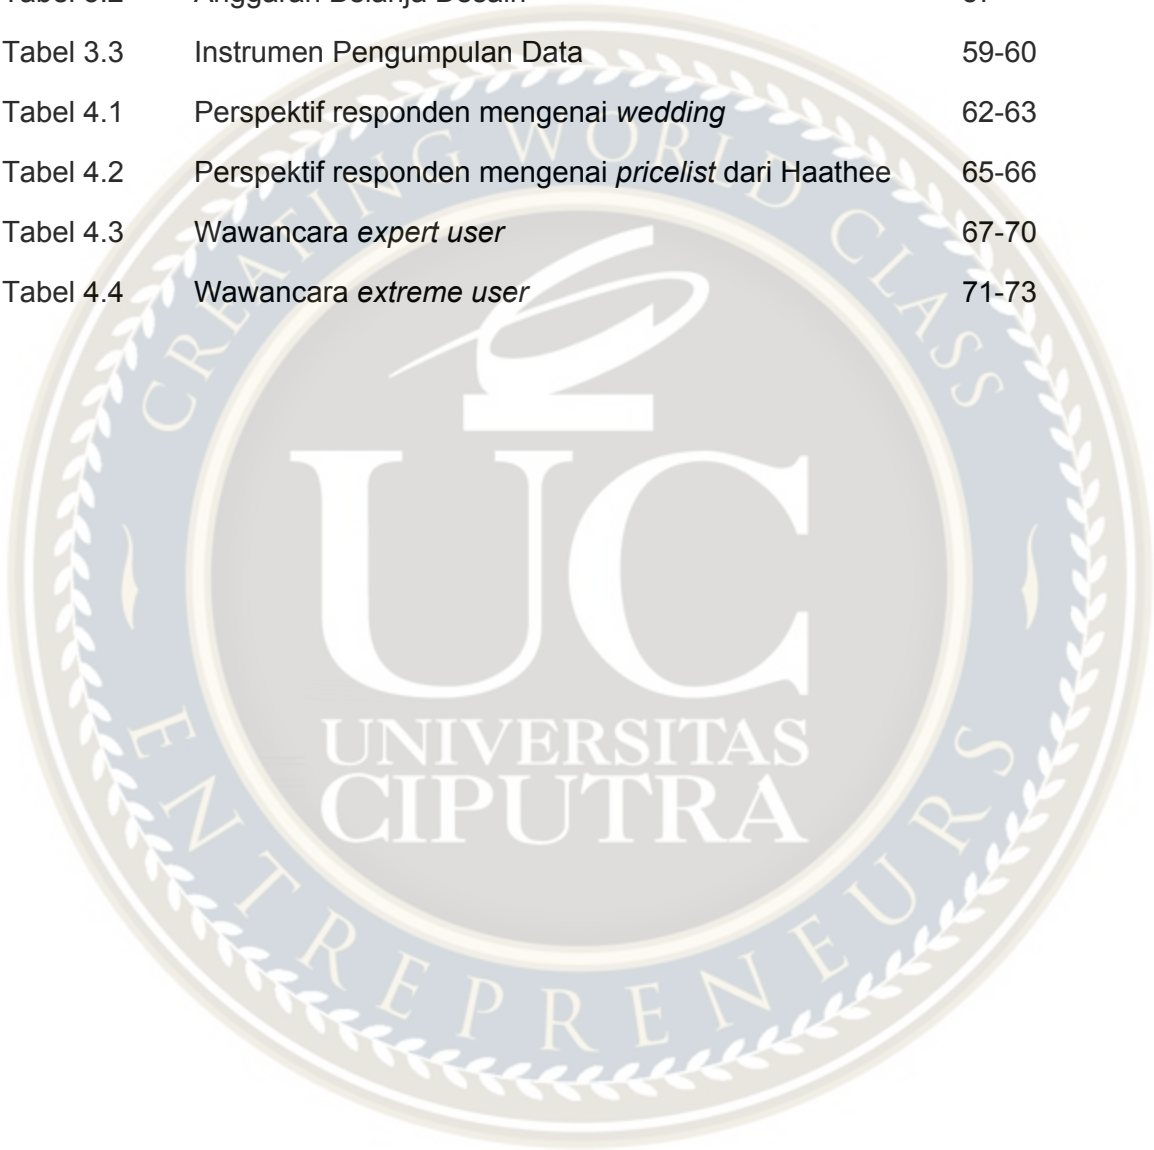 Tabel 3.3 Instrumen Pengumpulan Data 59-60
Tabel 4.1 Perspektif responden mengenai wedding 62-63
Tabel 4.2 Perspektif responden mengenai pricelist dari Haathee 65-66
Tabel 4.3 Wawancara expert user 67-70
Tabel 4.4 Wawancara extreme user 71-73
CREATING WORLD CLASS
UC
UNIVERSITAS
CIPUTRA
ENTREPRENEURS